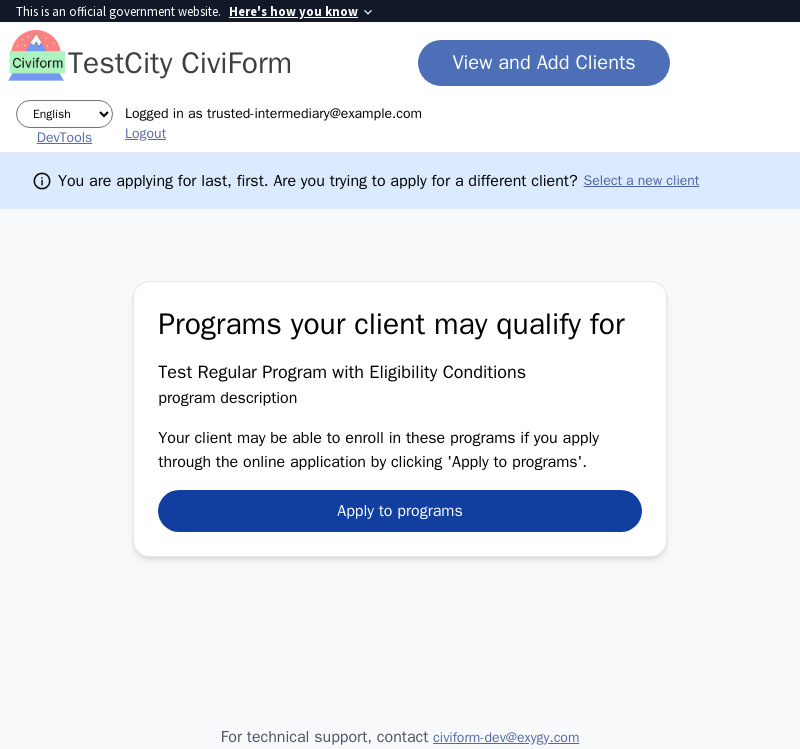 This is an official government website. Here's how you know
Civiform TestCity CiviForm
View and Add Clients
English
Logged in as trusted-intermediary@example.com
DevTools
Logout
You are applying for last, first. Are you trying to apply for a different client? Select a new client
Programs your client may qualify for
Test Regular Program with Eligibility Conditions
program description
Your client may be able to enroll in these programs if you apply
through the online application by clicking 'Apply to programs'.
Apply to programs
For technical support, contact civiform-dev@exygy.com